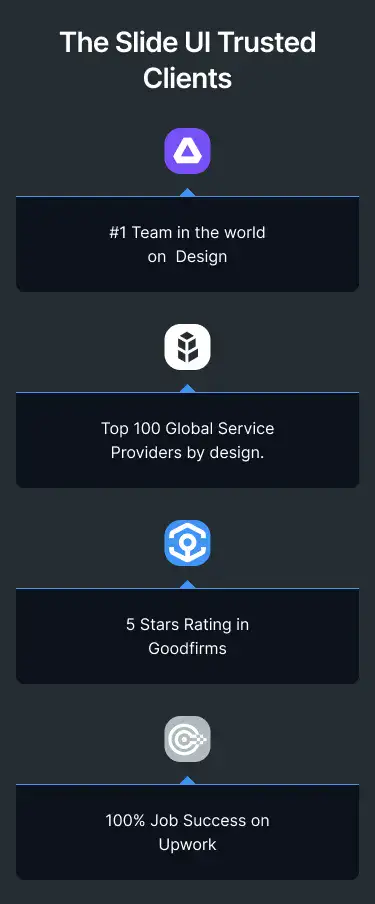 The Slide UI Trusted
Clients
#1 Team in the world
on  Design
Top 100 Global Service
Providers by design.
5 Stars Rating in
Goodfirms
100% Job Success on
Upwork